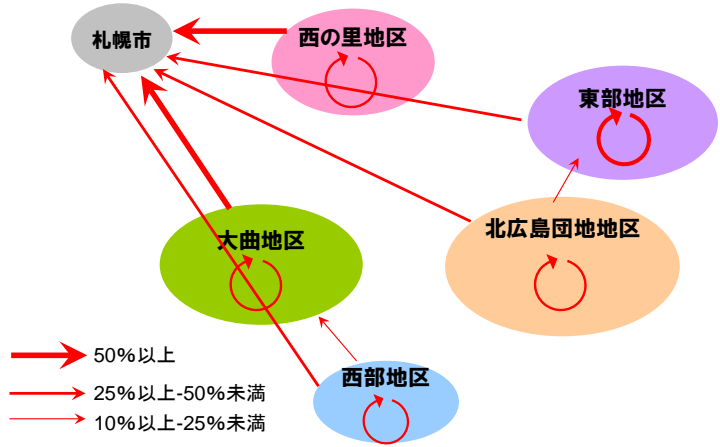 札幌市
西の里地区
東部地区
大曲地区
北広島団地地区
西部地区
50%以上
25%以上-50%未満
10%以上-25%未満